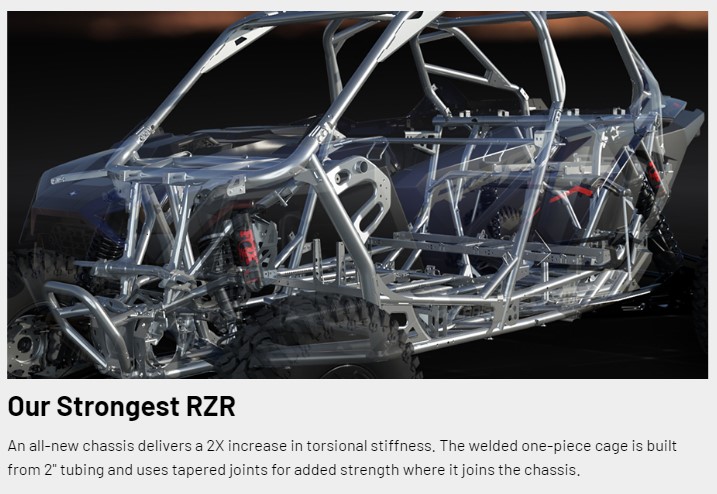 Our Strongest RZR
An all-new chassis delivers a 2X increase in torsional stiffness. The welded one-piece cage is built
from 2" tubing and uses tapered joints for added strength where it joins the chassis.